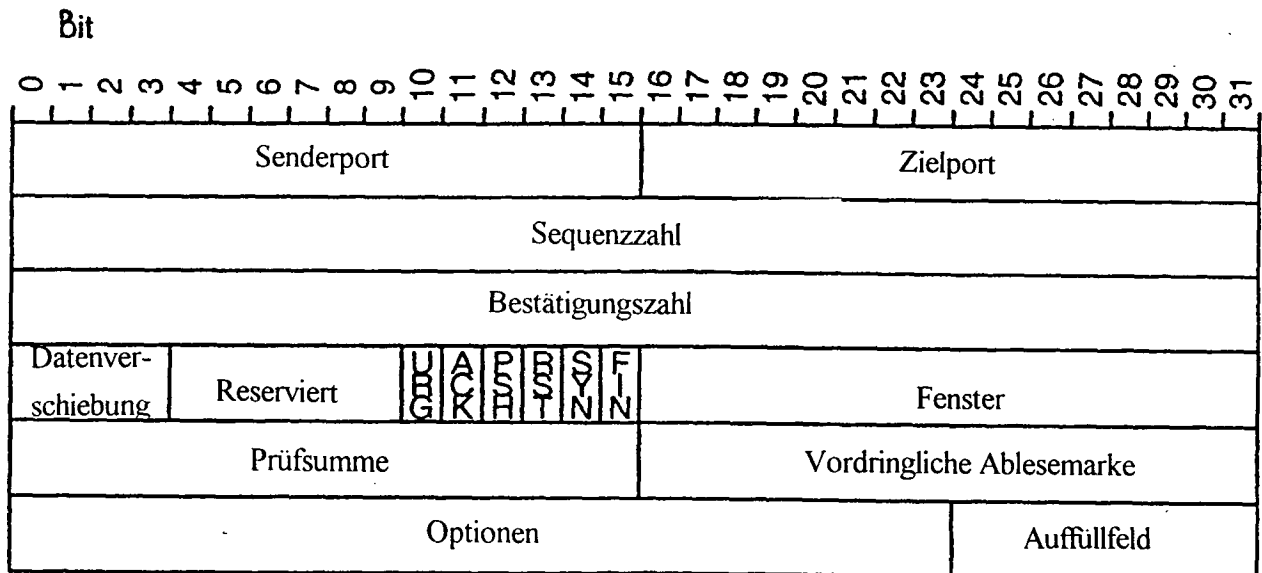 Bit
0 1 2 3 4 5 6 7 8 9 10 11 12 13 14 15 16 17 18 19 20 21 22 23 24 25 26 27 28 29 30 31
Senderport Zielport
Sequenzzahl
Bestätigungszahl
Datenver-
schiebung
Reserviert
URG ACK PSH RST SYN FIN
Fenster
Prüfsumme Vordringliche Ablesemarke
Optionen Auffüllfeld